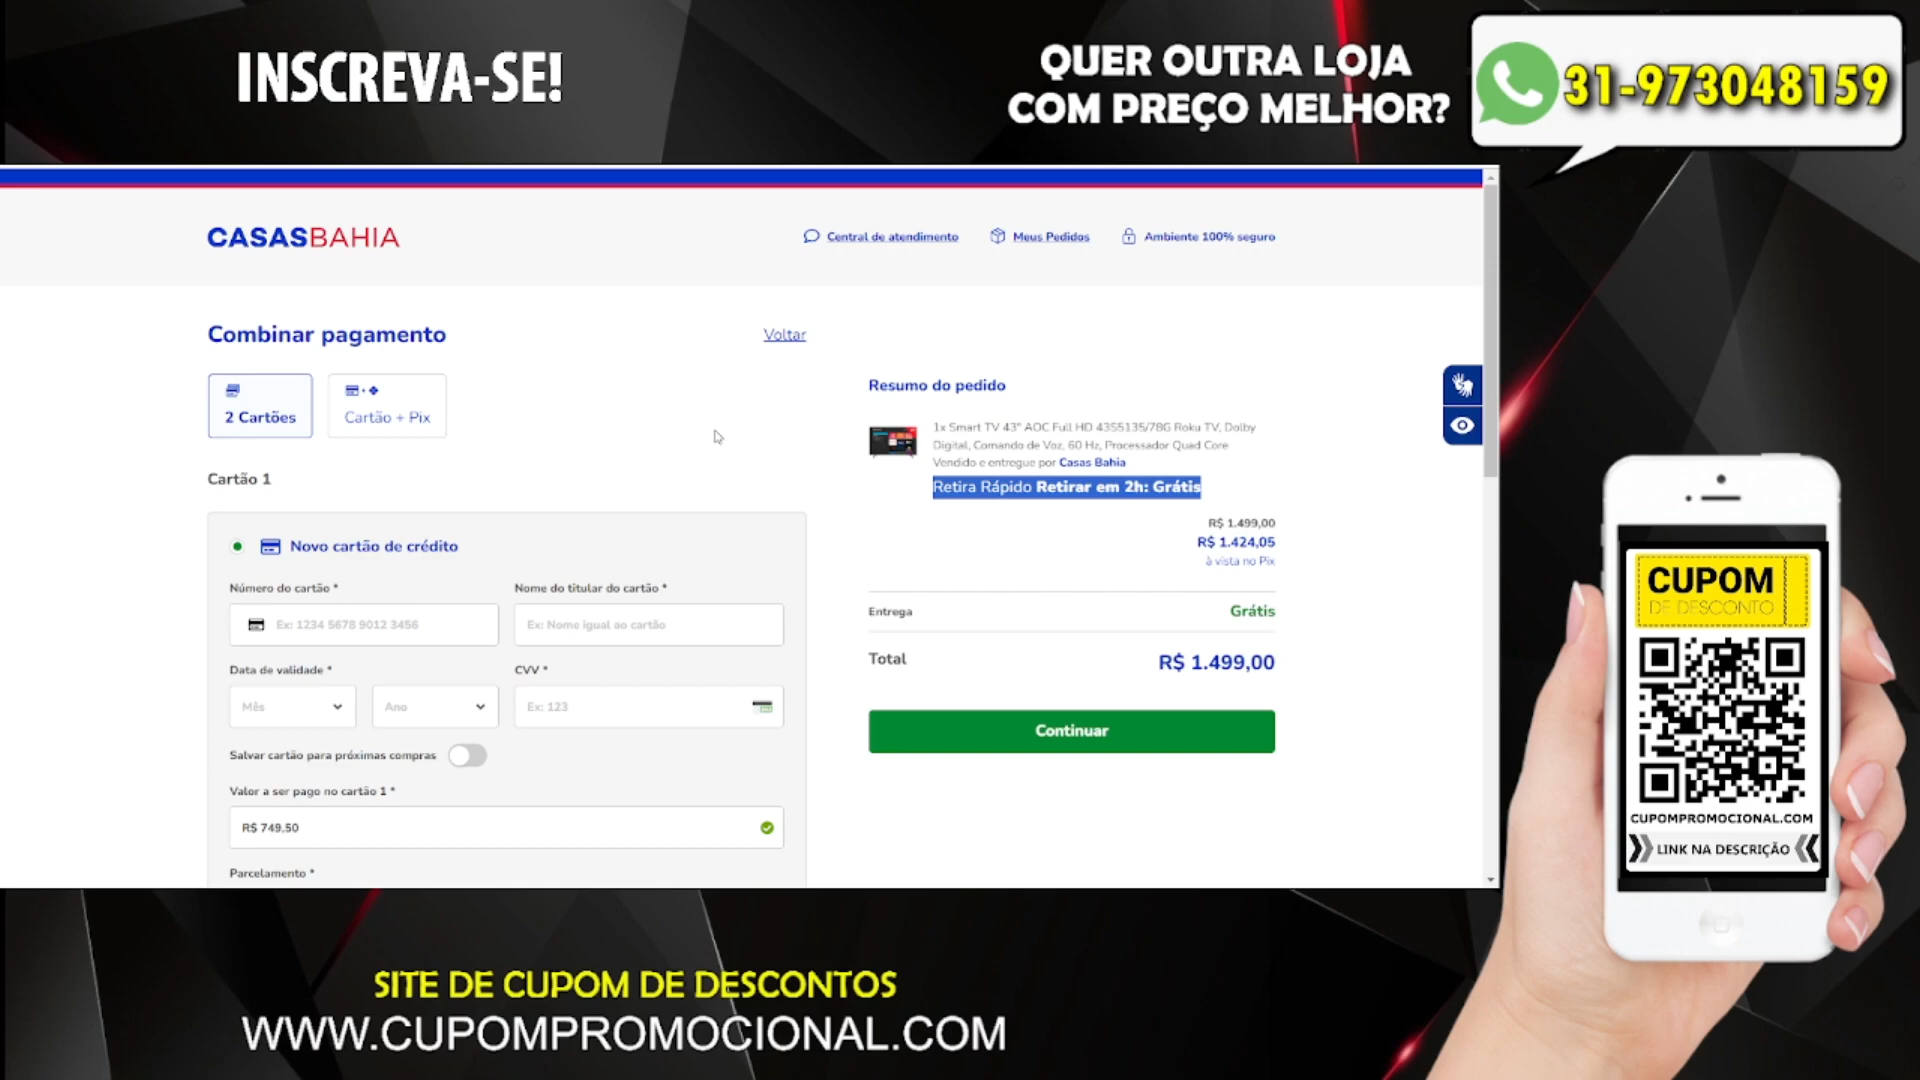 INSCREVA-SE!
QUER OUTRA LOJA
COM PREÇO MELHOR?
31-973048159
CASASBAHIA
Central de atendimento
Meus Pedidos
Ambiente 100% seguro
Combinar pagamento
Voltar
2 Cartões
Cartão + Pix
Cartão 1
Novo cartão de crédito
Número do cartão *
Nome do titular do cartão *
Ex: 1234 5678 9012 3456
Ex: Nome igual ao cartão
Data de validade *
CVV *
Mês
Ano
Ex: 123
Salvar cartão para próximas compras
Valor a ser pago no cartão 1 *
R$ 749,50
Parcelamento *
Resumo do pedido
1x Smart TV 43" AOC Full HD 43S5135/78G Roku TV, Dolby
Digital, Comando de Voz, 60 Hz, Processador Quad Core
Vendido e entregue por Casas Bahia
Retira Rápido Retirar em 2h: Grátis
R$ 1.499,00
R$ 1.424,05
à vista no Pix
Entrega
Grátis
Total
R$ 1.499,00
Continuar
CUPOM
DE DESCONTO
CUPOMPROMOCIONAL.COM
LINK NA DESCRIÇÃO
SITE DE CUPOM DE DESCONTOS
WWW.CUPOMPROMOCIONAL.COM